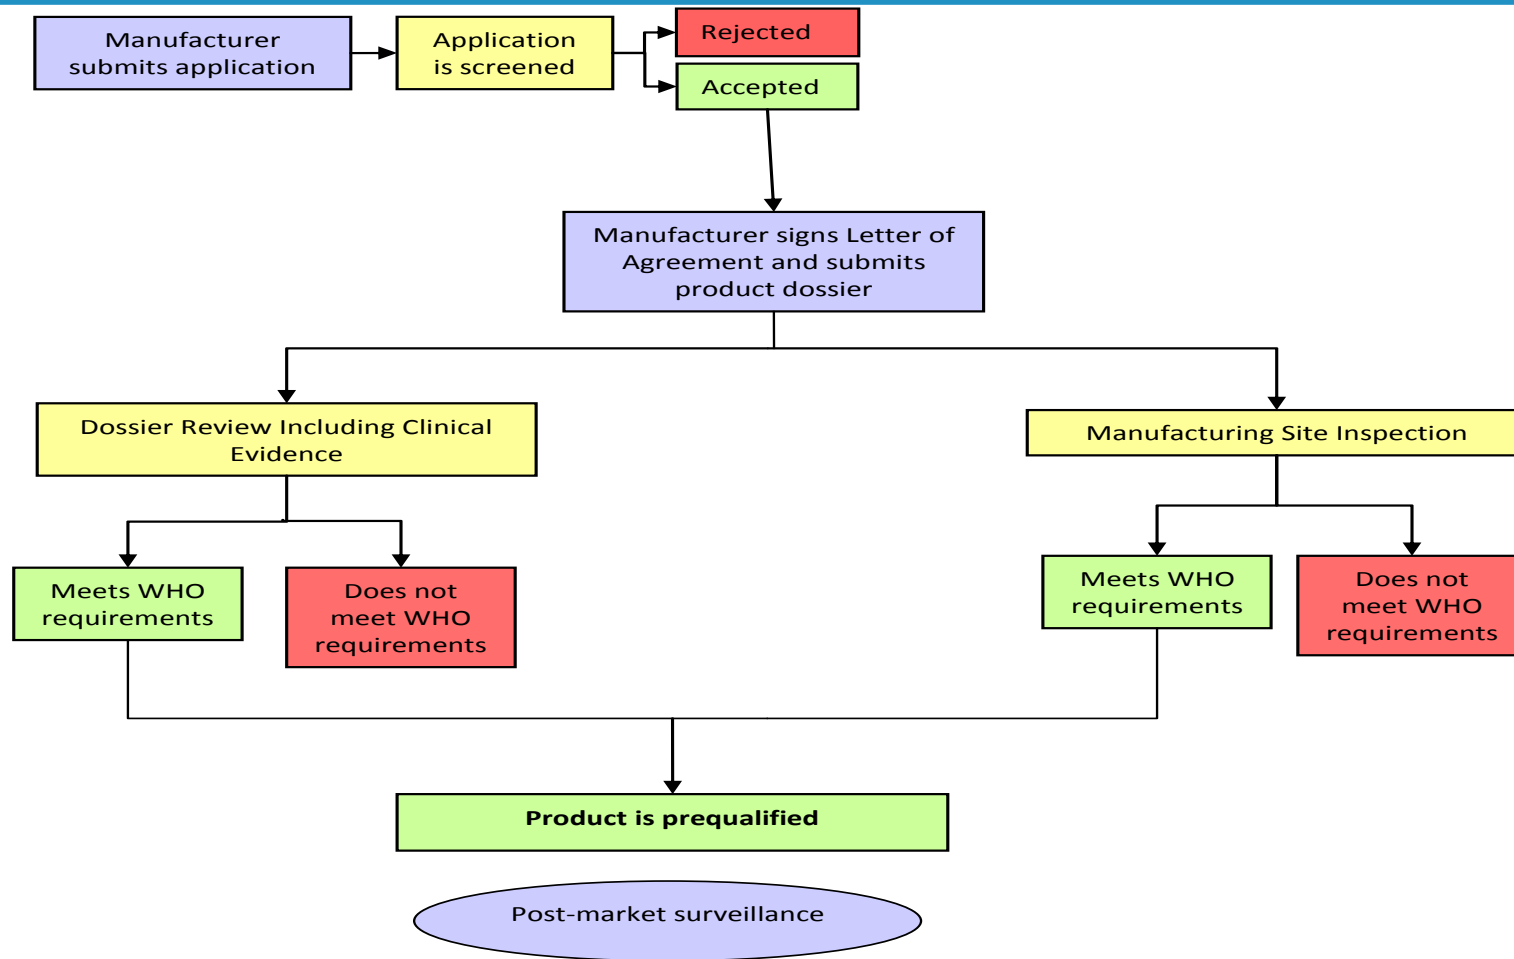 Manufacturer
submits application
Application
is screened
Rejected
Accepted
Manufacturer signs Letter of
Agreement and submits
product dossier
Dossier Review Including Clinical
Evidence
Manufacturing Site Inspection
Meets WHO
requirements
Does not
meet WHO
requirements
Meets WHO
requirements
Does not
meet WHO
requirements
Product is prequalified
Post-market surveillance